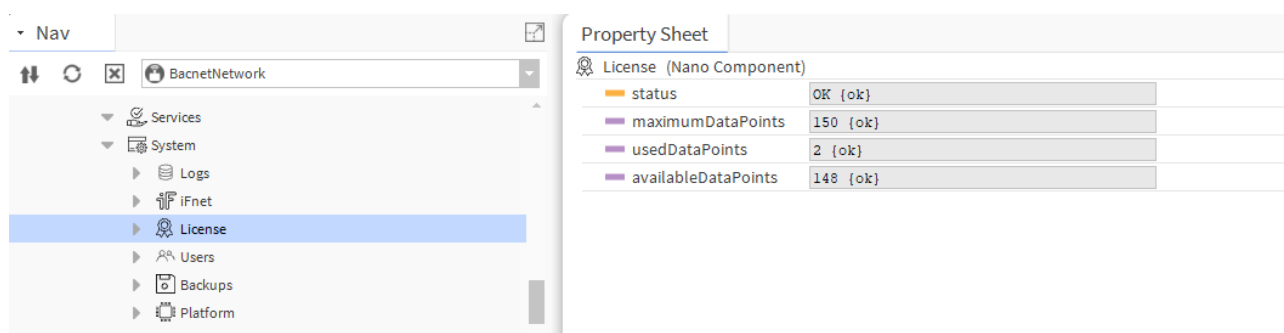 Nav
BacnetNetwork
Services
System
Logs
iFnet
License
Users
Backups
Platform
Property Sheet
License (Nano Component)
status OK {ok}
maximumDataPoints 150 {ok}
usedDataPoints 2 {ok}
availableDataPoints 148 {ok}